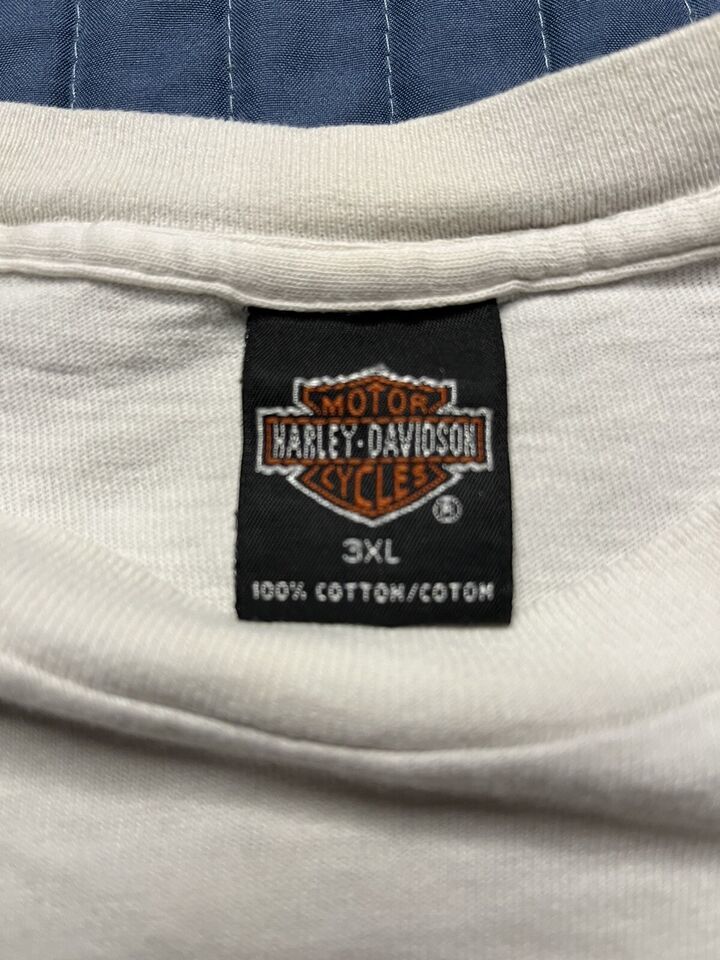 MOTOR
HARLEY-DAVIDSON
CYCLES
®
3XL
100% COTTON/COTON